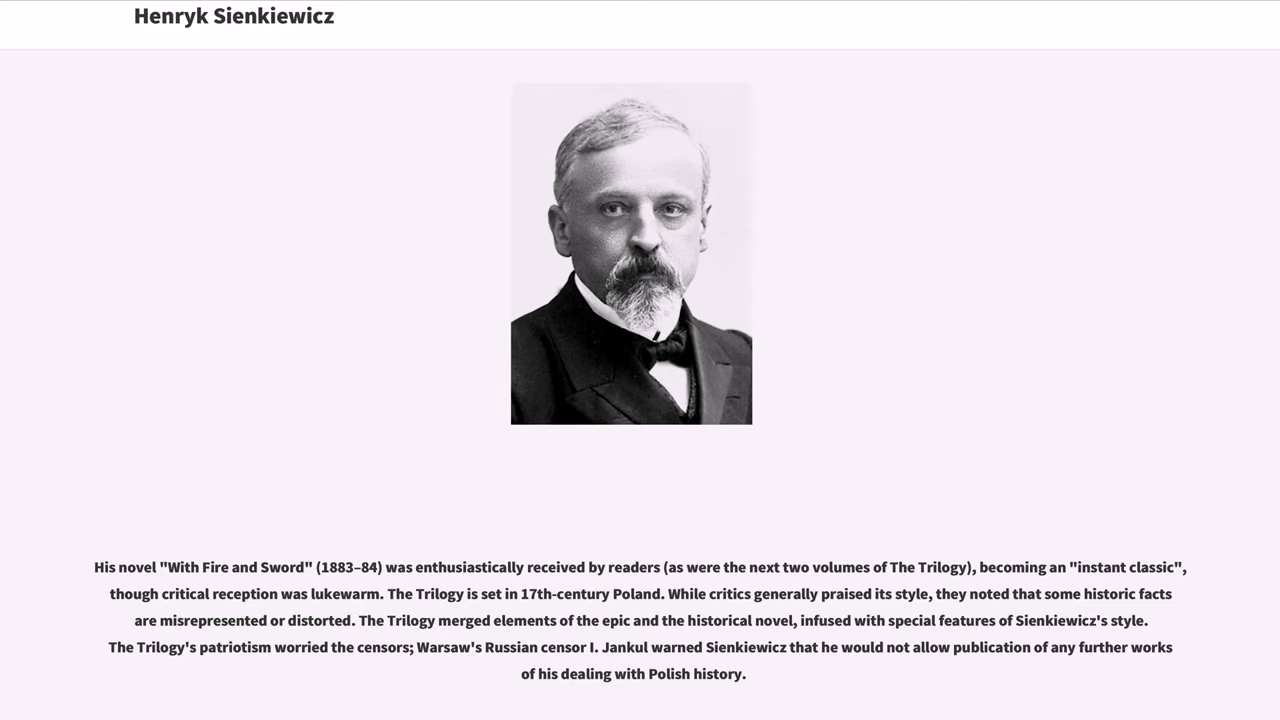 Henryk Sienkiewicz
His novel "With Fire and Sword" (1883–84) was enthusiastically received by readers (as were the next two volumes of The Trilogy), becoming an "instant classic",
though critical reception was lukewarm. The Trilogy is set in 17th-century Poland. While critics generally praised its style, they noted that some historic facts
are misrepresented or distorted. The Trilogy merged elements of the epic and the historical novel, infused with special features of Sienkiewicz's style.
The Trilogy's patriotism worried the censors; Warsaw's Russian censor I. Jankul warned Sienkiewicz that he would not allow publication of any further works
of his dealing with Polish history.